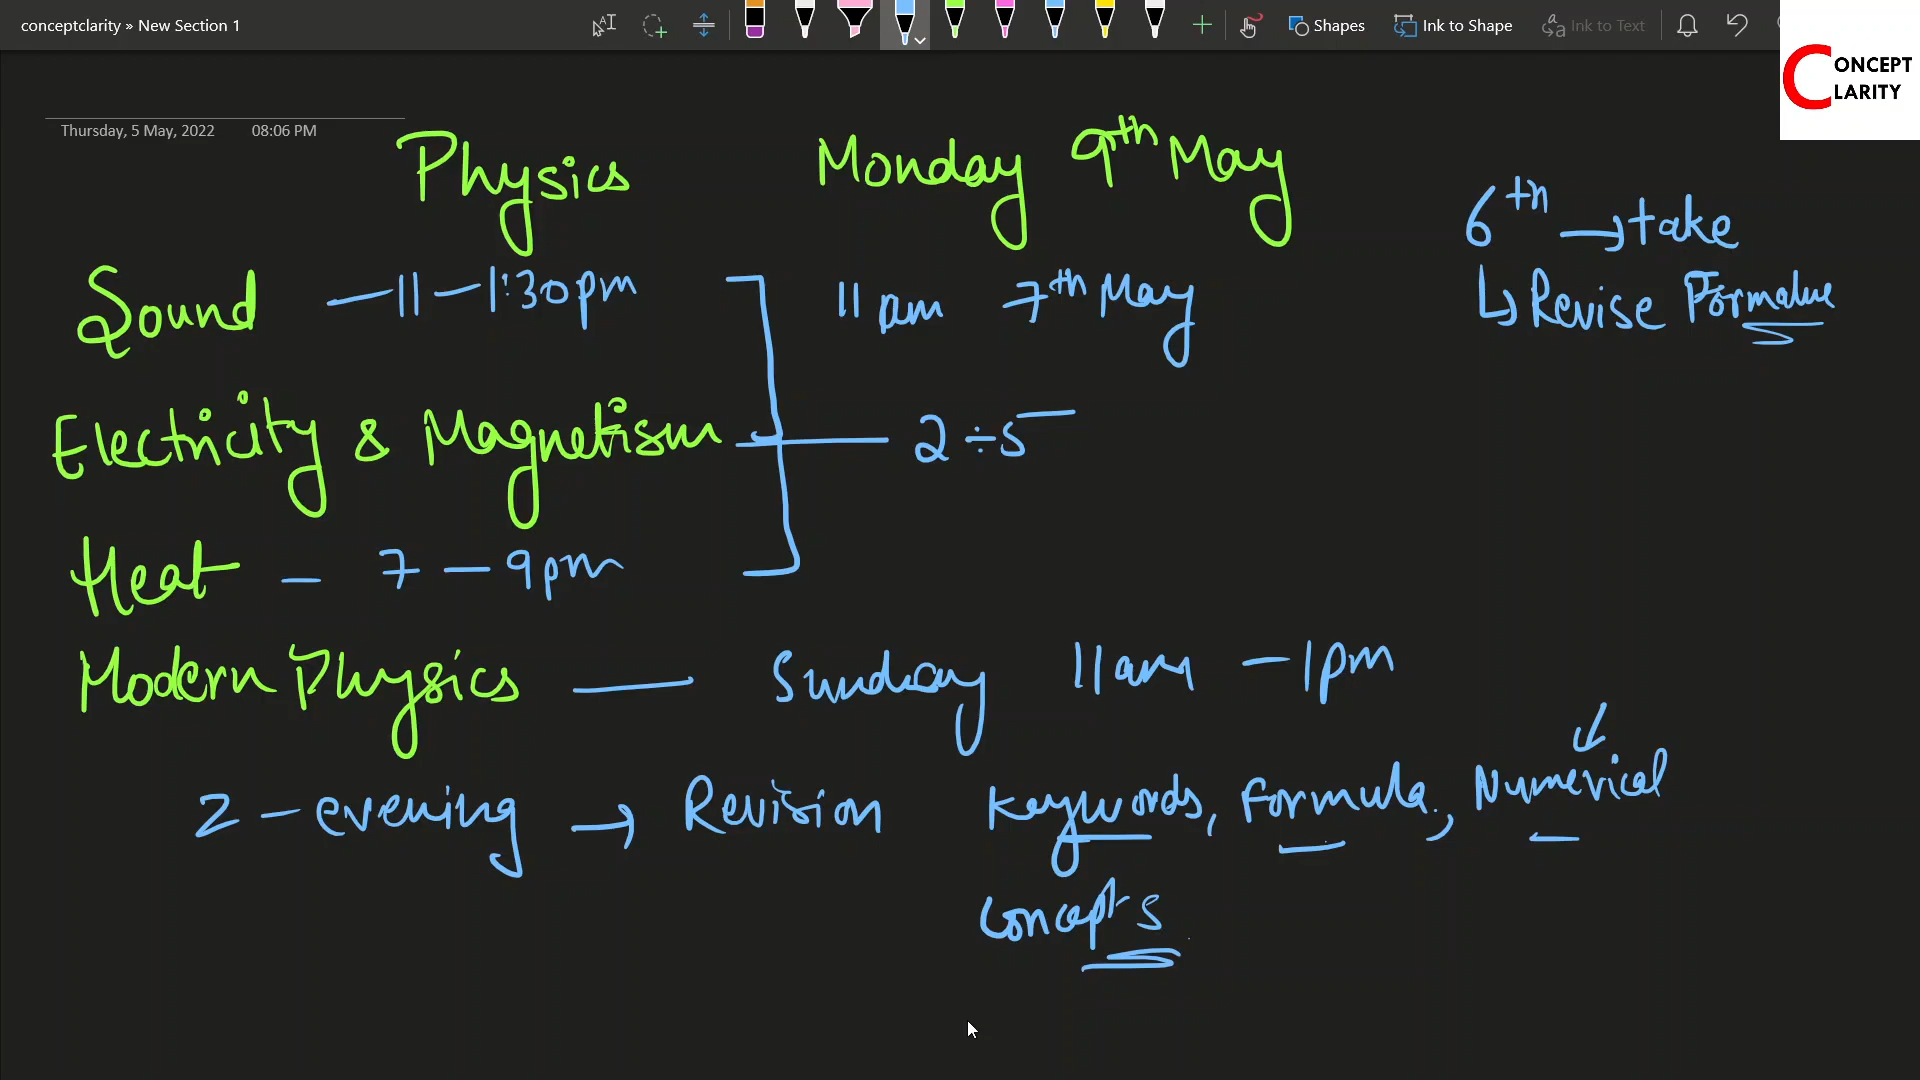 conceptclarity » New Section 1
Shapes
Ink to Shape
Ink to Text
CONCEPT
CLARITY
Thursday, 5 May, 2022 08:06 PM
Physics Monday 9th May
6th → take
↳ Revise Formalue
Sound — 11 — 1:30pm 11 am 7th May
Electricity & Magnetism — 2 ÷ 5
Heat — 7 — 9pm
Modern Physics — Sunday 11am — 1pm
2 — evening → Revision Keywords, Formula, Numerical
Concepts